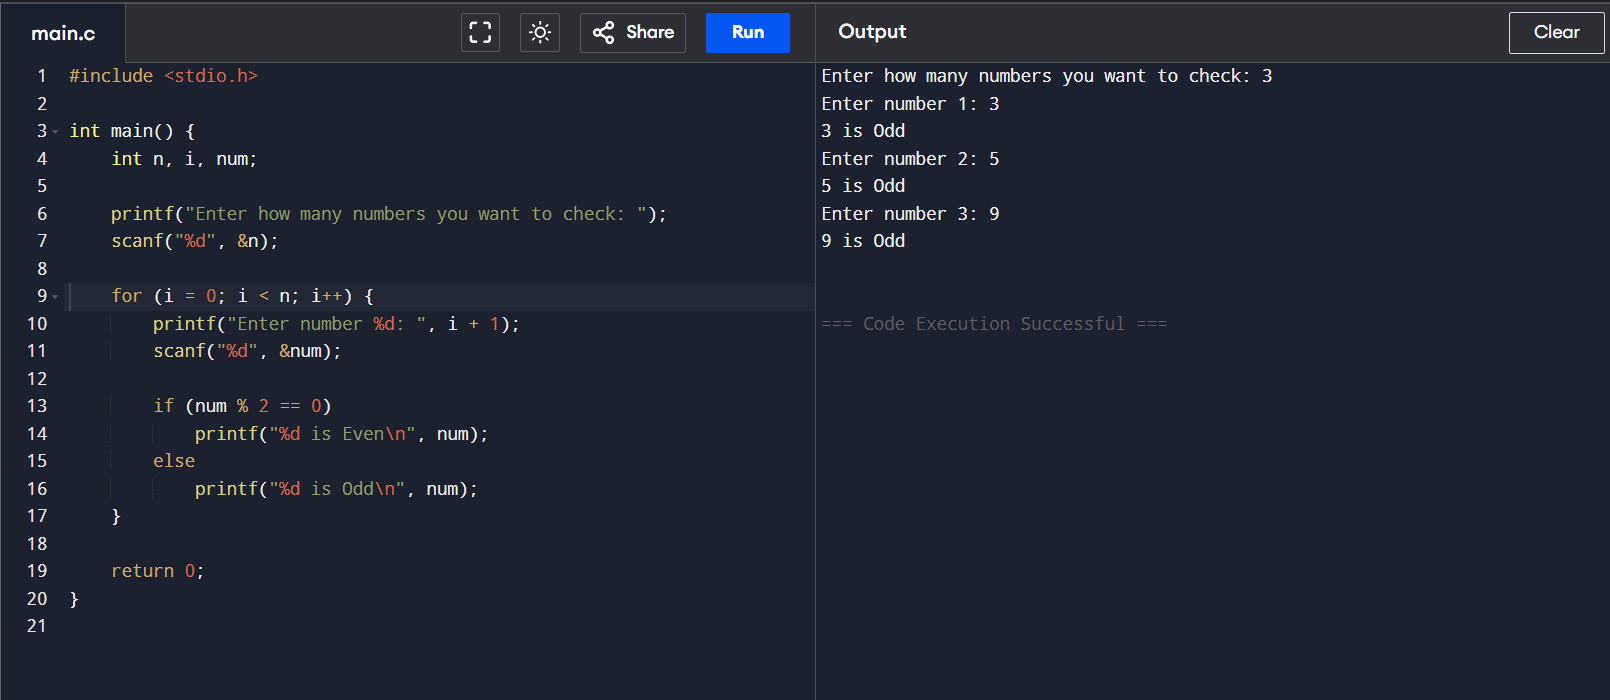 main.c
Share
Run
Output
Clear
1 #include <stdio.h>
2
3 int main() {
4     int n, i, num;
5
6     printf("Enter how many numbers you want to check: ");
7     scanf("%d", &n);
8
9     for (i = 0; i < n; i++) {
10         printf("Enter number %d: ", i + 1);
11         scanf("%d", &num);
12
13         if (num % 2 == 0)
14             printf("%d is Even\n", num);
15         else
16             printf("%d is Odd\n", num);
17     }
18
19     return 0;
20 }
21
Enter how many numbers you want to check: 3
Enter number 1: 3
3 is Odd
Enter number 2: 5
5 is Odd
Enter number 3: 9
9 is Odd
=== Code Execution Successful ===